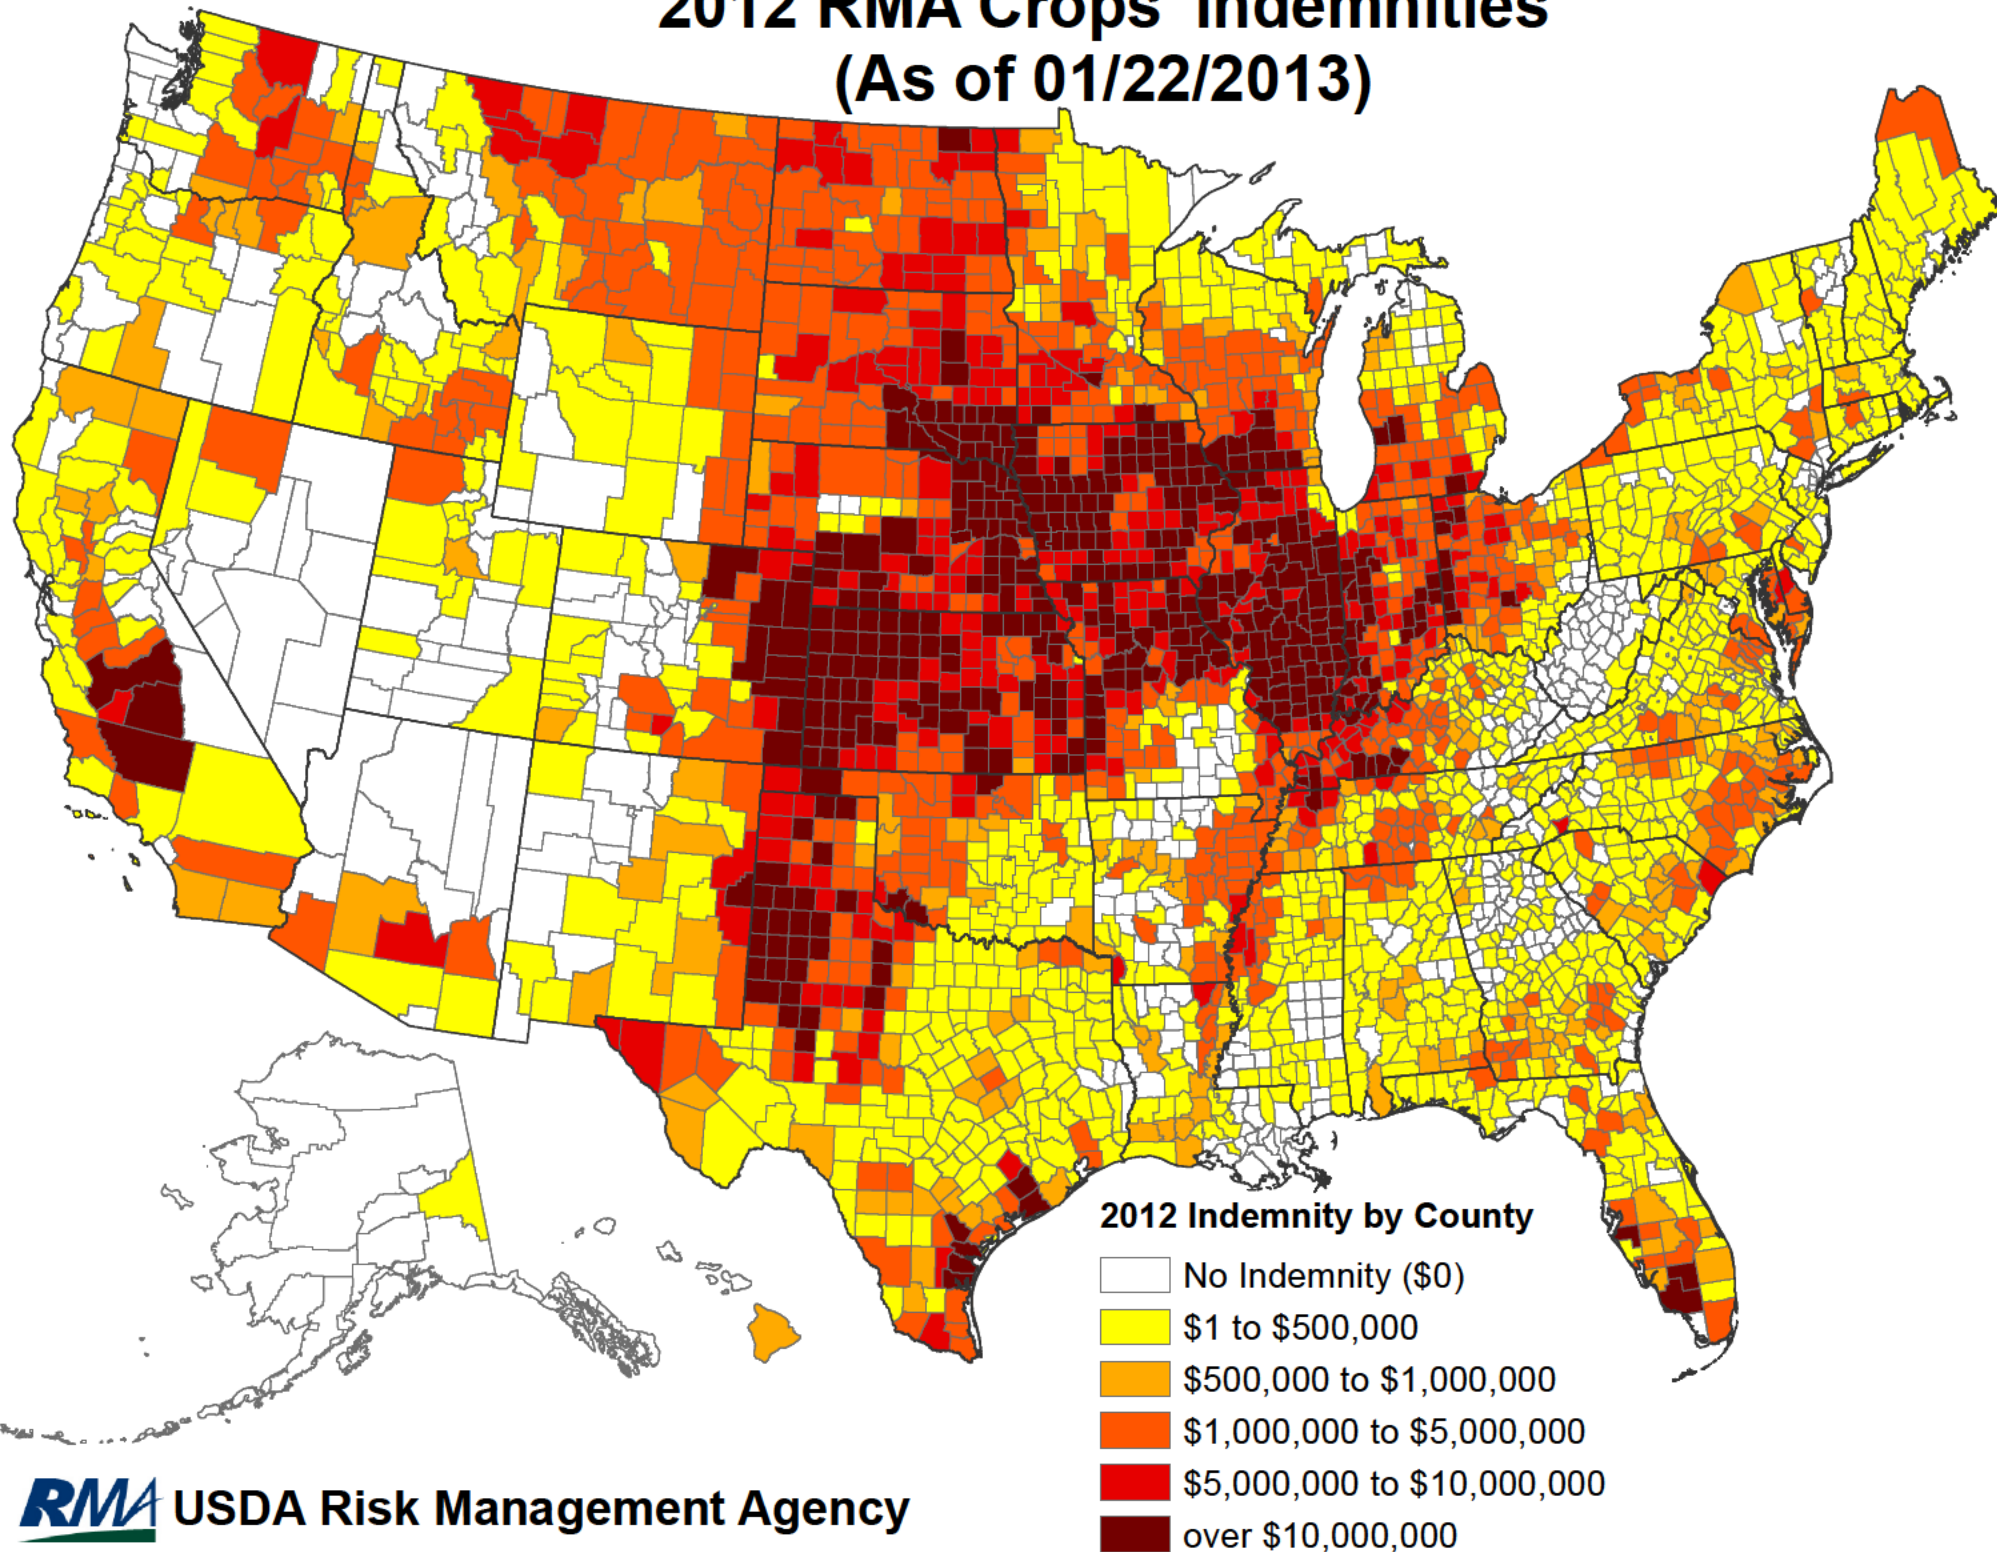 2012 RMA Crops' Indemnities
(As of 01/22/2013)
2012 Indemnity by County
No Indemnity ($0)
$1 to $500,000
$500,000 to $1,000,000
$1,000,000 to $5,000,000
$5,000,000 to $10,000,000
over $10,000,000
RMA USDA Risk Management Agency